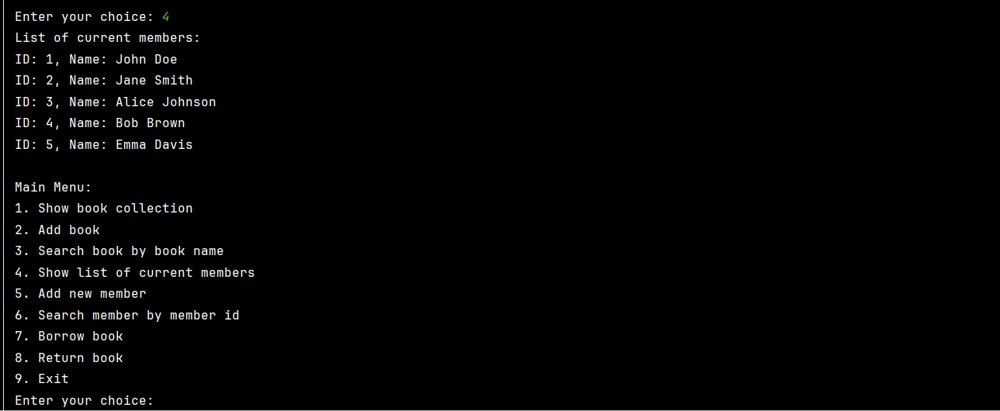 Enter your choice: 4
List of current members:
ID: 1, Name: John Doe
ID: 2, Name: Jane Smith
ID: 3, Name: Alice Johnson
ID: 4, Name: Bob Brown
ID: 5, Name: Emma Davis
Main Menu:
1. Show book collection
2. Add book
3. Search book by book name
4. Show list of current members
5. Add new member
6. Search member by member id
7. Borrow book
8. Return book
9. Exit
Enter your choice: